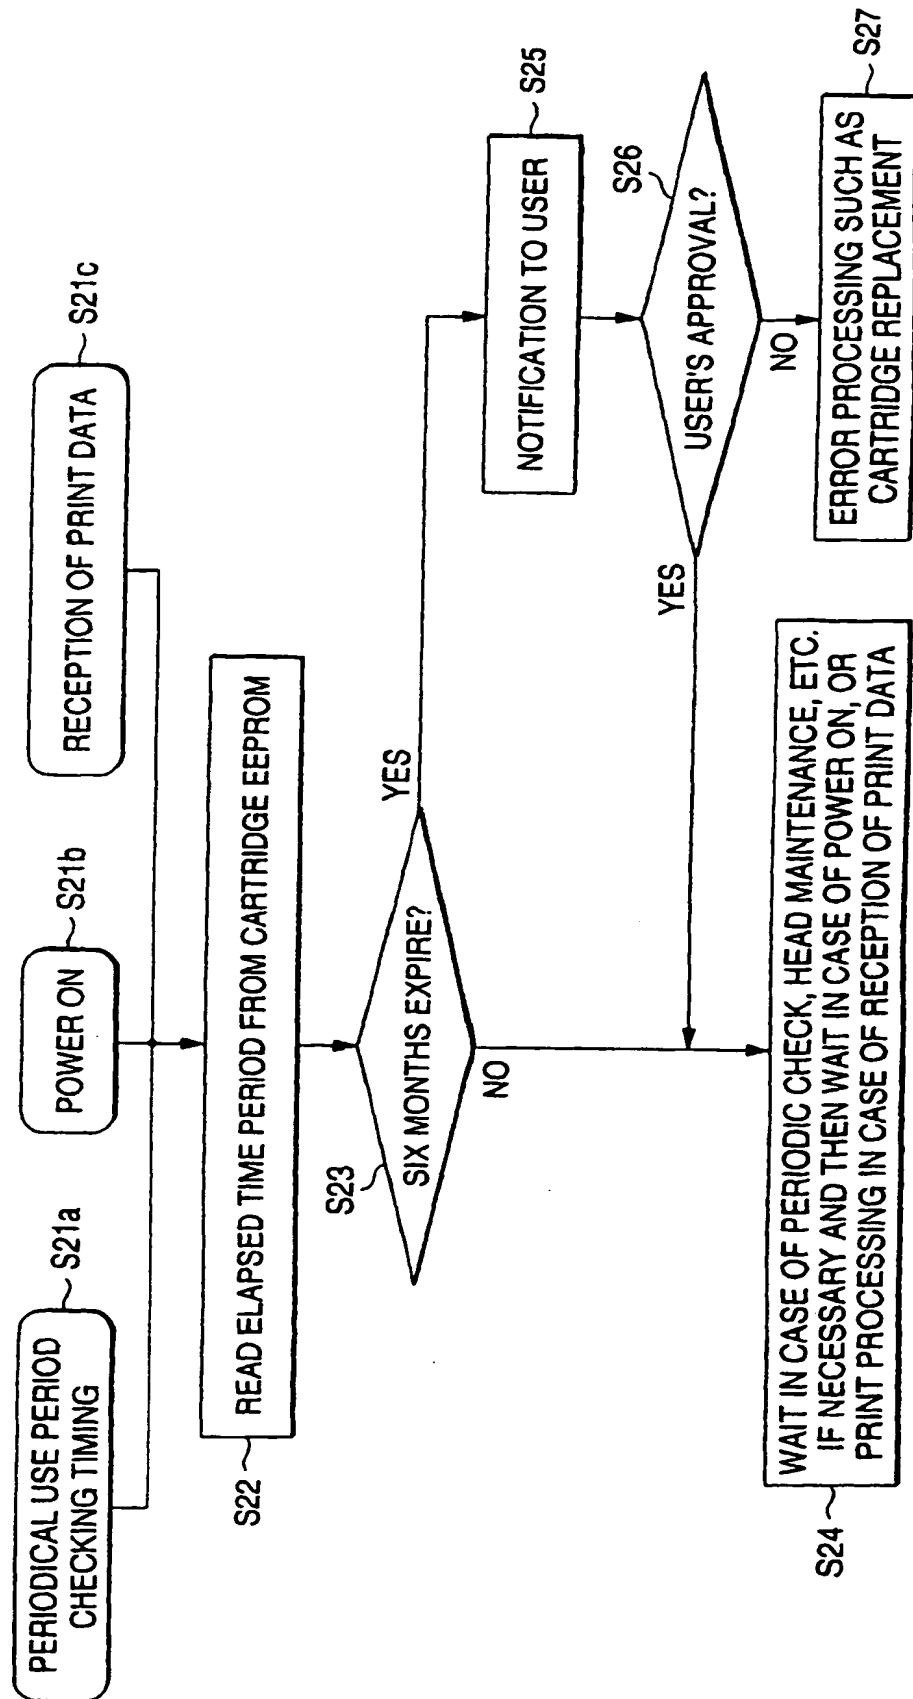 PERIODICAL USE PERIOD
CHECKING TIMING
S21a
POWER ON
S21b
RECEPTION OF PRINT DATA
S21c
S22
READ ELAPSED TIME PERIOD FROM CARTRIDGE EEPROM
S23
SIX MONTHS EXPIRE?
YES
NO
NOTIFICATION TO USER
S25
S26
USER'S APPROVAL?
YES
NO
S24
WAIT IN CASE OF PERIODIC CHECK, HEAD MAINTENANCE, ETC.
IF NECESSARY AND THEN WAIT IN CASE OF POWER ON, OR
PRINT PROCESSING IN CASE OF RECEPTION OF PRINT DATA
ERROR PROCESSING SUCH AS
CARTRIDGE REPLACEMENT
S27